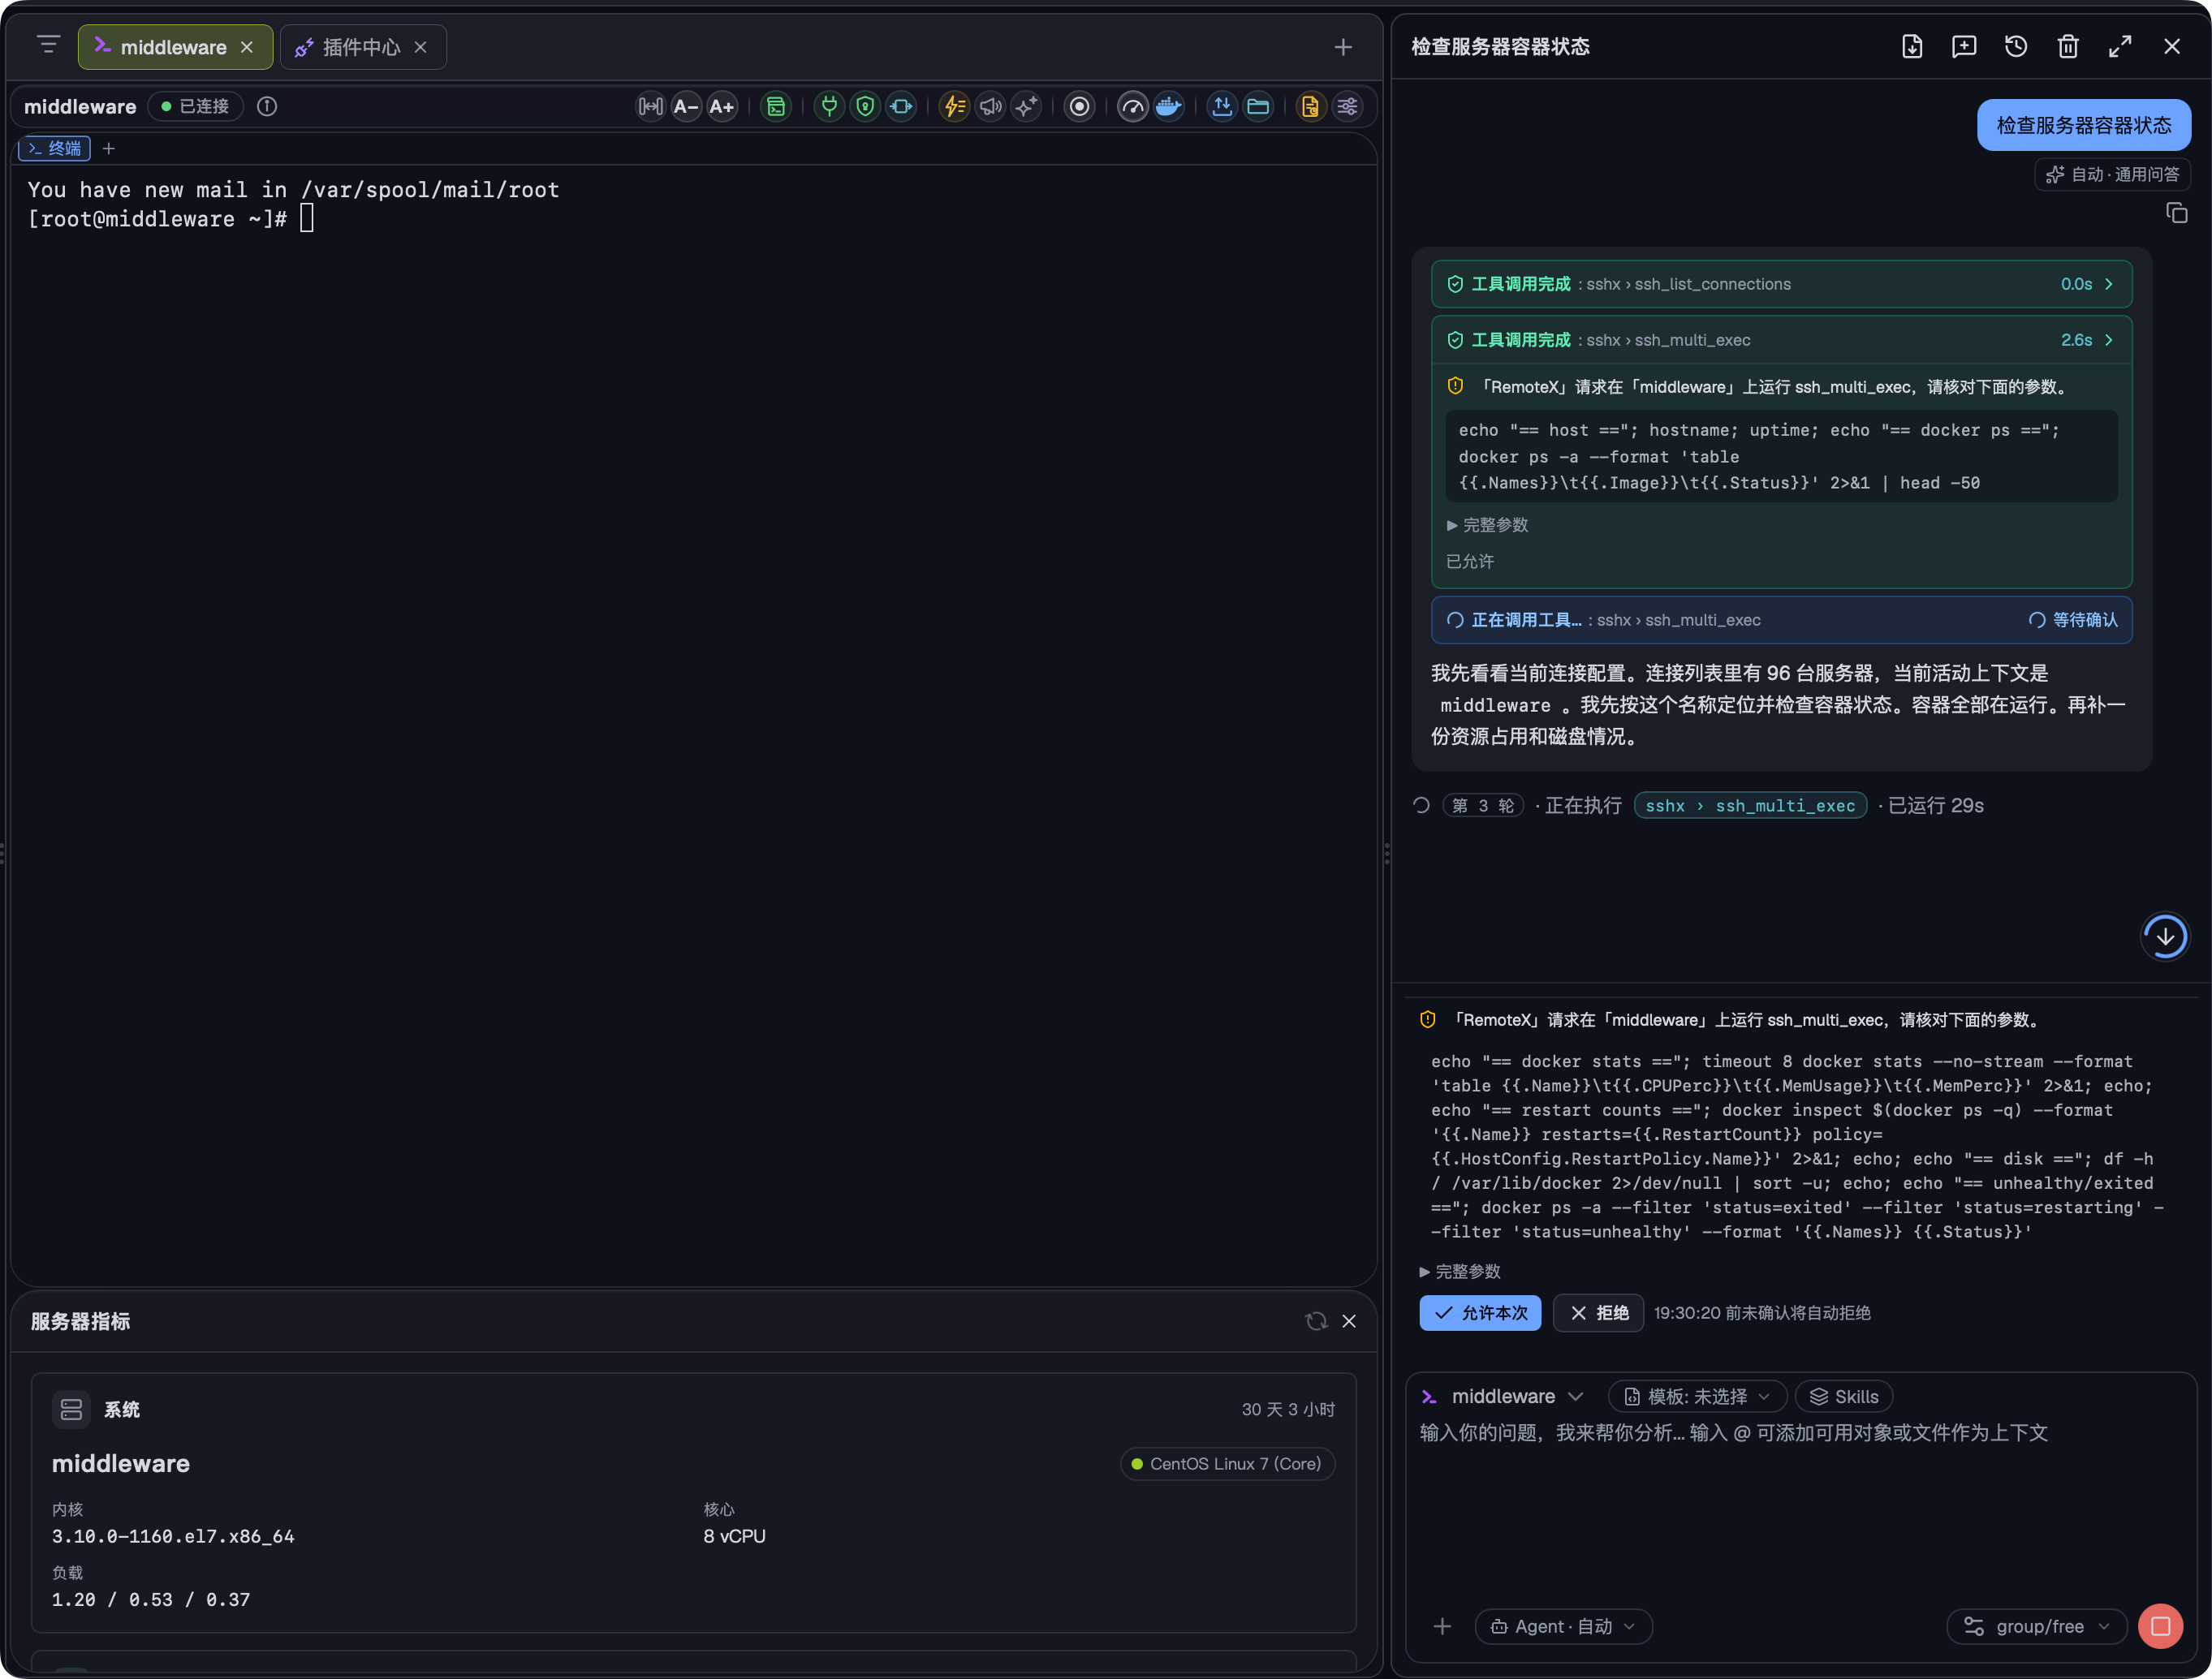 middleware
插件中心
middleware
已连接
A−
A+
终端
You have new mail in /var/spool/mail/root
[root@middleware ~]#
服务器指标
系统
30 天 3 小时
middleware
CentOS Linux 7 (Core)
内核
核心
3.10.0-1160.el7.x86_64
8 vCPU
负载
1.20 / 0.53 / 0.37
检查服务器容器状态
检查服务器容器状态
自动 · 通用问答
工具调用完成 : sshx › ssh_list_connections
0.0s
工具调用完成 : sshx › ssh_multi_exec
2.6s
「RemoteX」请求在「middleware」上运行 ssh_multi_exec，请核对下面的参数。
echo "== host =="; hostname; uptime; echo "== docker ps ==";
docker ps -a --format 'table
{{.Names}}\t{{.Image}}\t{{.Status}}' 2>&1 | head -50
完整参数
已允许
正在调用工具... : sshx › ssh_multi_exec
等待确认
我先看看当前连接配置。连接列表里有 96 台服务器，当前活动上下文是
middleware 。我先按这个名称定位并检查容器状态。容器全部在运行。再补一
份资源占用和磁盘情况。
第 3 轮 · 正在执行 sshx › ssh_multi_exec · 已运行 29s
「RemoteX」请求在「middleware」上运行 ssh_multi_exec，请核对下面的参数。
echo "== docker stats =="; timeout 8 docker stats --no-stream --format
'table {{.Name}}\t{{.CPUPerc}}\t{{.MemUsage}}\t{{.MemPerc}}' 2>&1; echo;
echo "== restart counts =="; docker inspect $(docker ps -q) --format
'{{.Name}} restarts={{.RestartCount}} policy=
{{.HostConfig.RestartPolicy.Name}}' 2>&1; echo; echo "== disk =="; df -h
/ /var/lib/docker 2>/dev/null | sort -u; echo; echo "== unhealthy/exited
=="; docker ps -a --filter 'status=exited' --filter 'status=restarting' -
-filter 'status=unhealthy' --format '{{.Names}} {{.Status}}'
完整参数
允许本次
拒绝
19:30:20 前未确认将自动拒绝
middleware
模板: 未选择
Skills
输入你的问题，我来帮你分析... 输入 @ 可添加可用对象或文件作为上下文
Agent · 自动
group/free